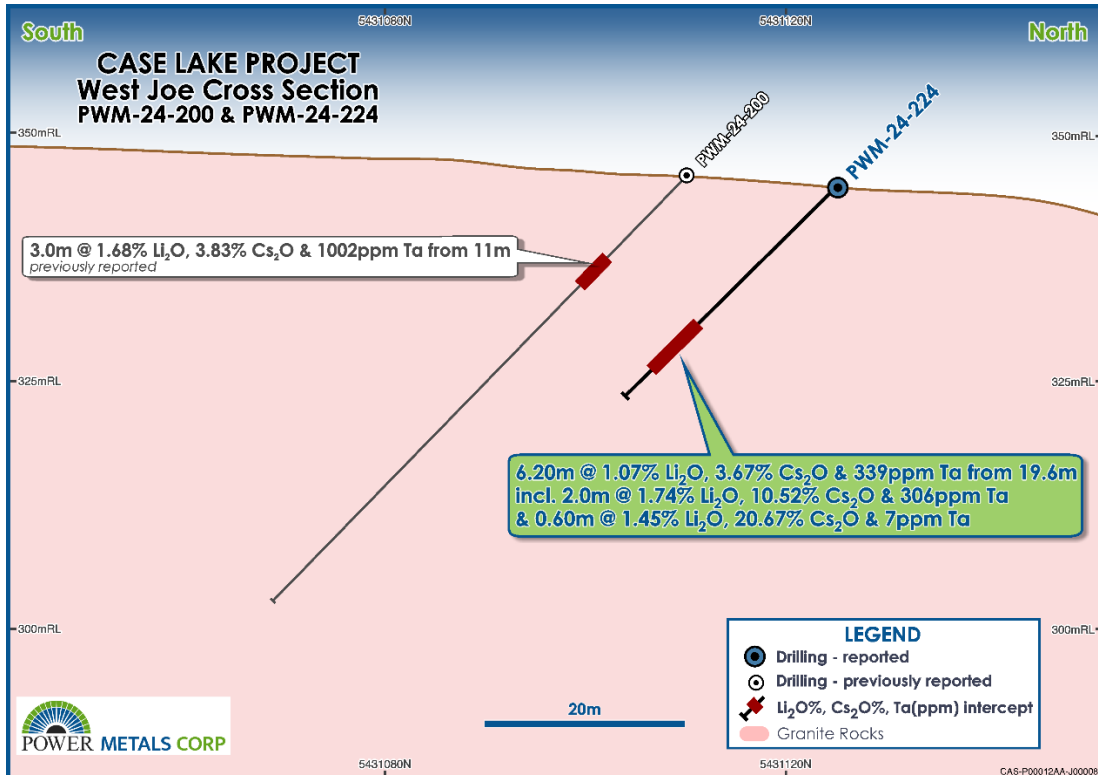 5431080N
5431120N
South
North
CASE LAKE PROJECT
West Joe Cross Section
PWM-24-200 & PWM-24-224
PWM-24-200
PWM-24-224
350mRL
350mRL
3.0m @ 1.68% Li₂O, 3.83% Cs₂O & 1002ppm Ta from 11m
previously reported
325mRL
325mRL
6.20m @ 1.07% Li₂O, 3.67% Cs₂O & 339ppm Ta from 19.6m
incl. 2.0m @ 1.74% Li₂O, 10.52% Cs₂O & 306ppm Ta
& 0.60m @ 1.45% Li₂O, 20.67% Cs₂O & 7ppm Ta
300mRL
300mRL
LEGEND
Drilling - reported
Drilling - previously reported
Li₂O%, Cs₂O%, Ta(ppm) intercept
Granite Rocks
20m
POWER METALS CORP
5431080N
5431120N
CAS-P00012AA-J00008